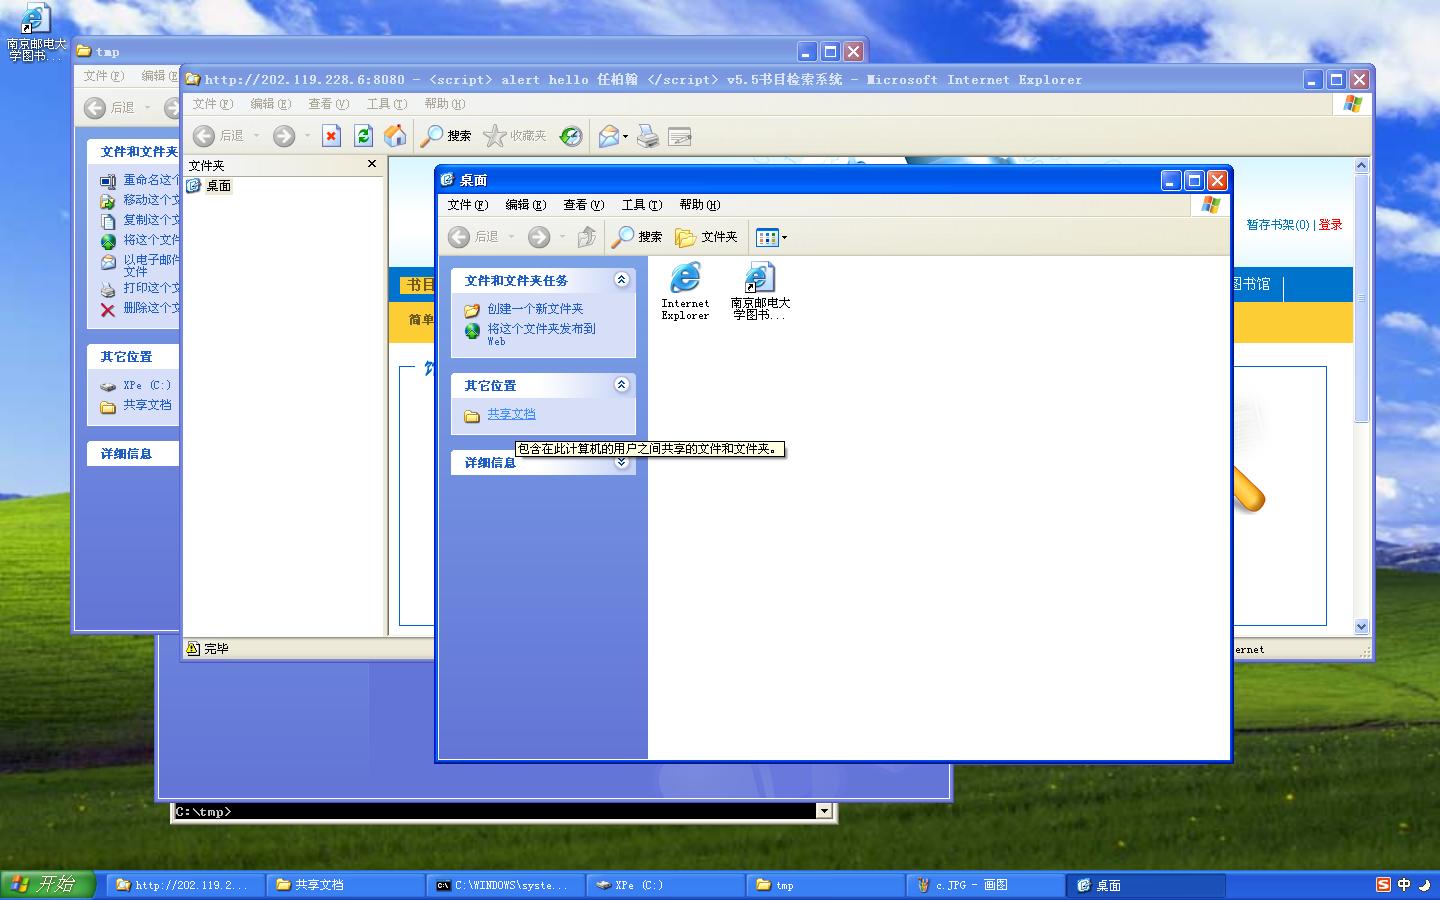 南京邮电大
学图书...
tmp
文件(F)
编辑(E
后退
文件和文件夹
重命名这个
移动这个文
复制这个文
将这个文件
以电子邮件
文件
打印这个文
删除这个文
其它位置
XPe (C:)
共享文档
详细信息
http://202.119.228.6:8080 - <script> alert hello 任柏翰 </script> v5.5书目检索系统 - Microsoft Internet Explorer
文件(F) 编辑(E) 查看(V) 工具(T) 帮助(H)
后退 搜索 收藏夹
文件夹
桌面
暂存书架(0) | 登录
书目
图书馆
简单
完毕
ernet
桌面
文件(F) 编辑(E) 查看(V) 工具(T) 帮助(H)
后退 搜索 文件夹
文件和文件夹任务
创建一个新文件夹
将这个文件夹发布到
Web
其它位置
共享文档
包含在此计算机的用户之间共享的文件和文件夹。
详细信息
Internet
Explorer
南京邮电大
学图书...
C:\tmp>
开始
http://202.119.2...
共享文档
C:\WINDOWS\syste...
XPe (C:)
tmp
c.JPG - 画图
桌面
S 中